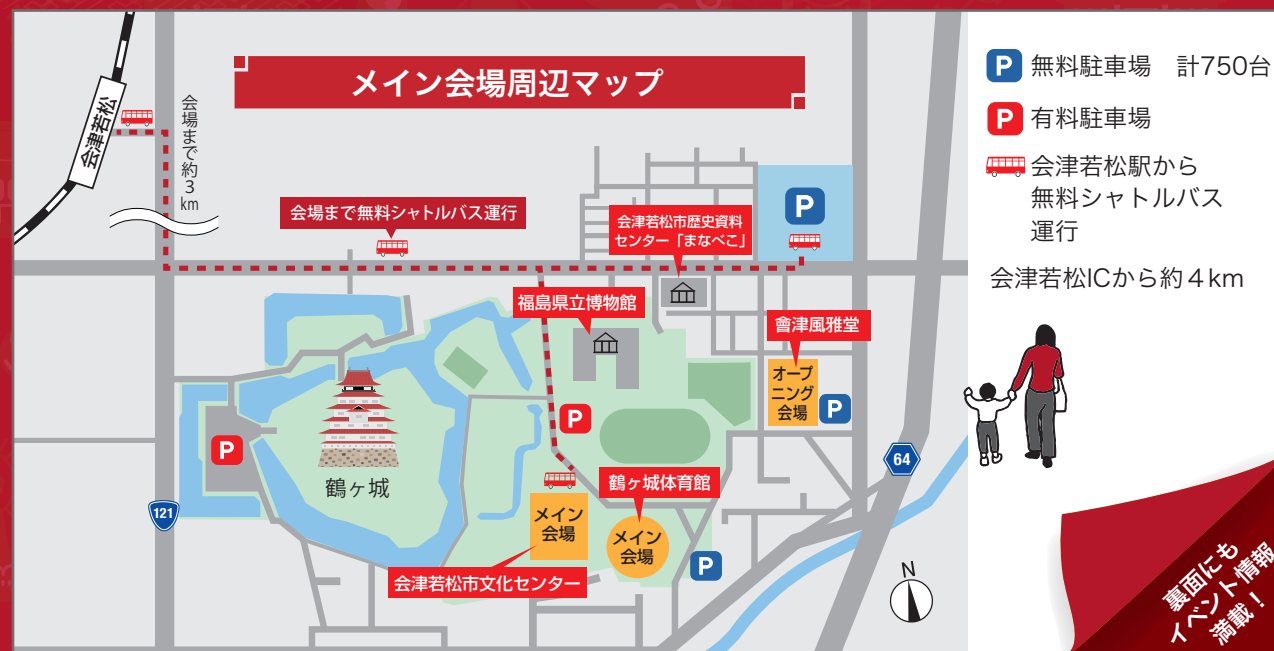 メイン会場周辺マップ
会津若松
会場まで約3km
会場まで無料シャトルバス運行
会津若松市歴史資料
センター「まなべこ」
P
福島県立博物館
會津風雅堂
オープ
ニング
会場
P
P
P
鶴ヶ城
64
121
鶴ヶ城体育館
メイン
会場
メイン
会場
P
会津若松市文化センター
N
P 無料駐車場 計750台
P 有料駐車場
会津若松駅から
無料シャトルバス
運行
会津若松ICから約4km
裏面にも
イベント情報
満載！